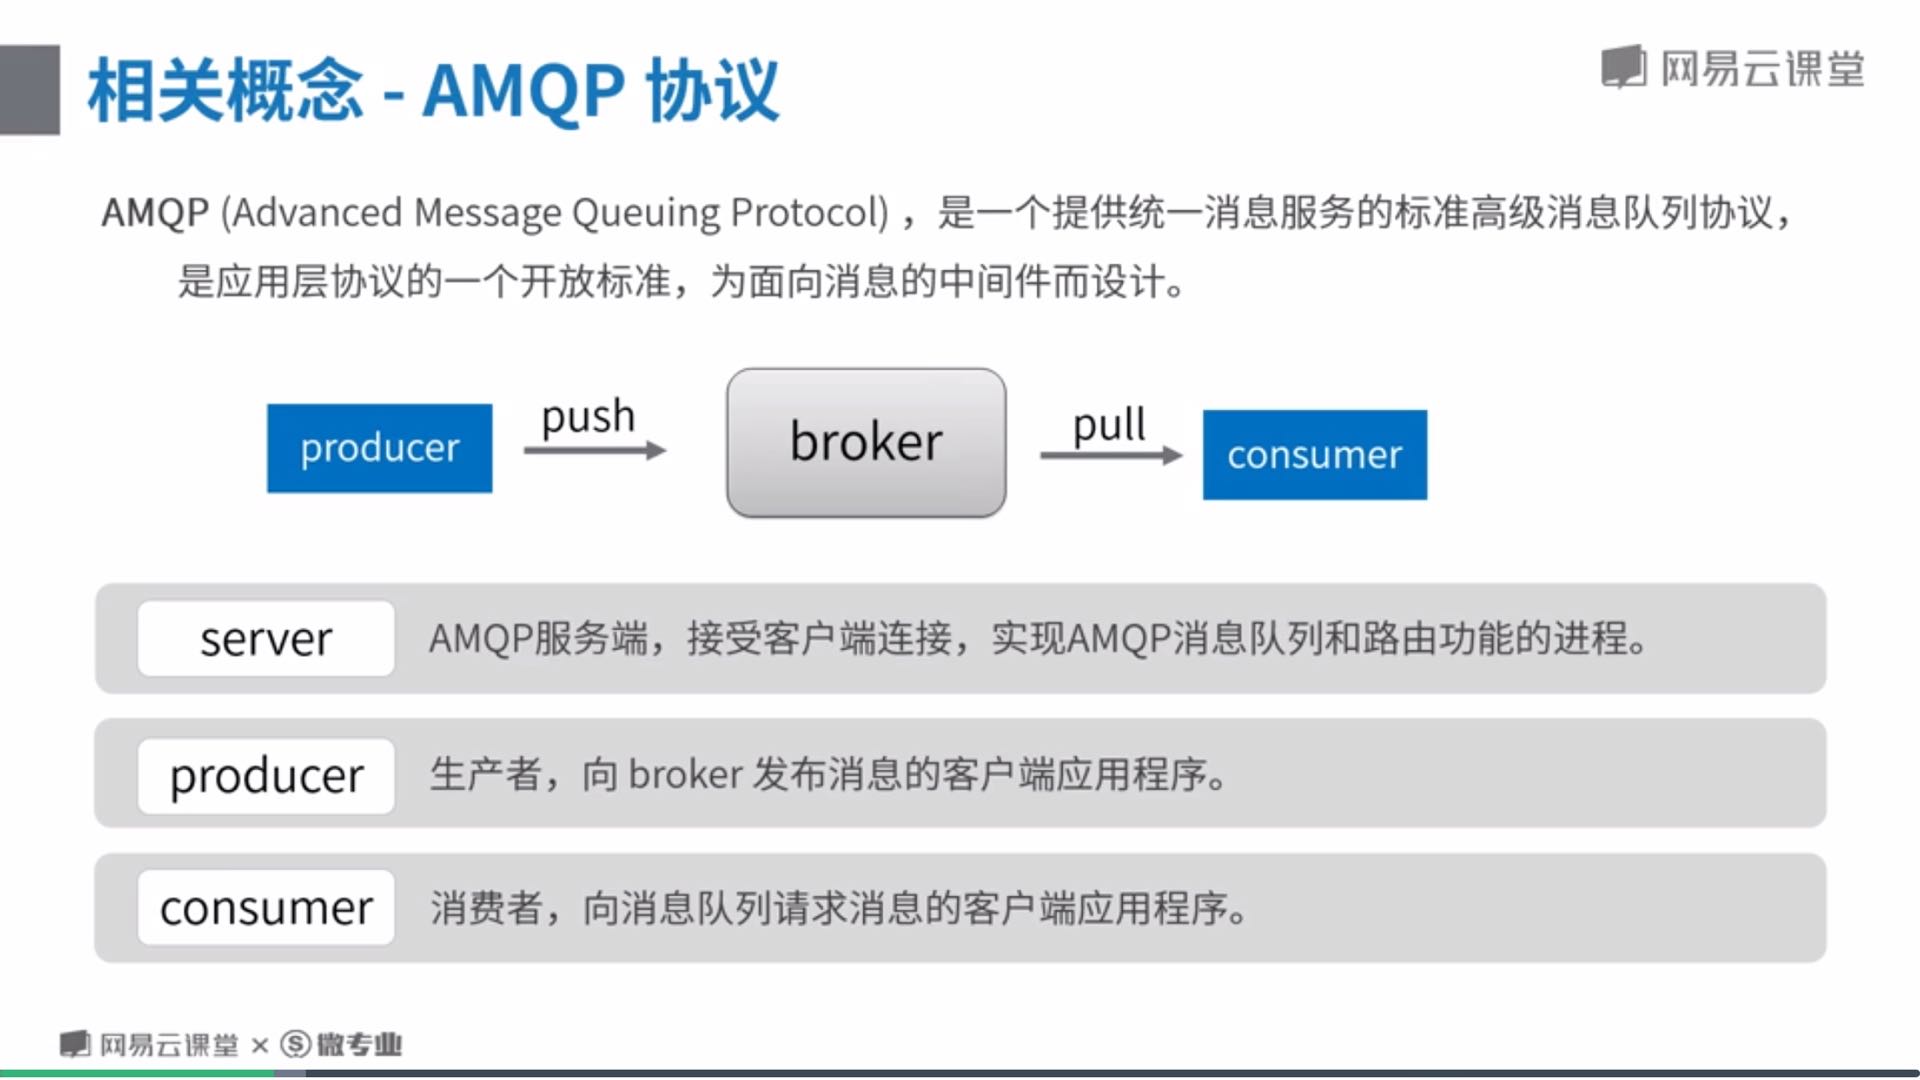 相关概念 - AMQP 协议
网易云课堂
AMQP (Advanced Message Queuing Protocol) ，是一个提供统一消息服务的标准高级消息队列协议，
是应用层协议的一个开放标准，为面向消息的中间件而设计。
producer
push
broker
pull
consumer
server
AMQP服务端，接受客户端连接，实现AMQP消息队列和路由功能的进程。
producer
生产者，向 broker 发布消息的客户端应用程序。
consumer
消费者，向消息队列请求消息的客户端应用程序。
网易云课堂 × 微专业